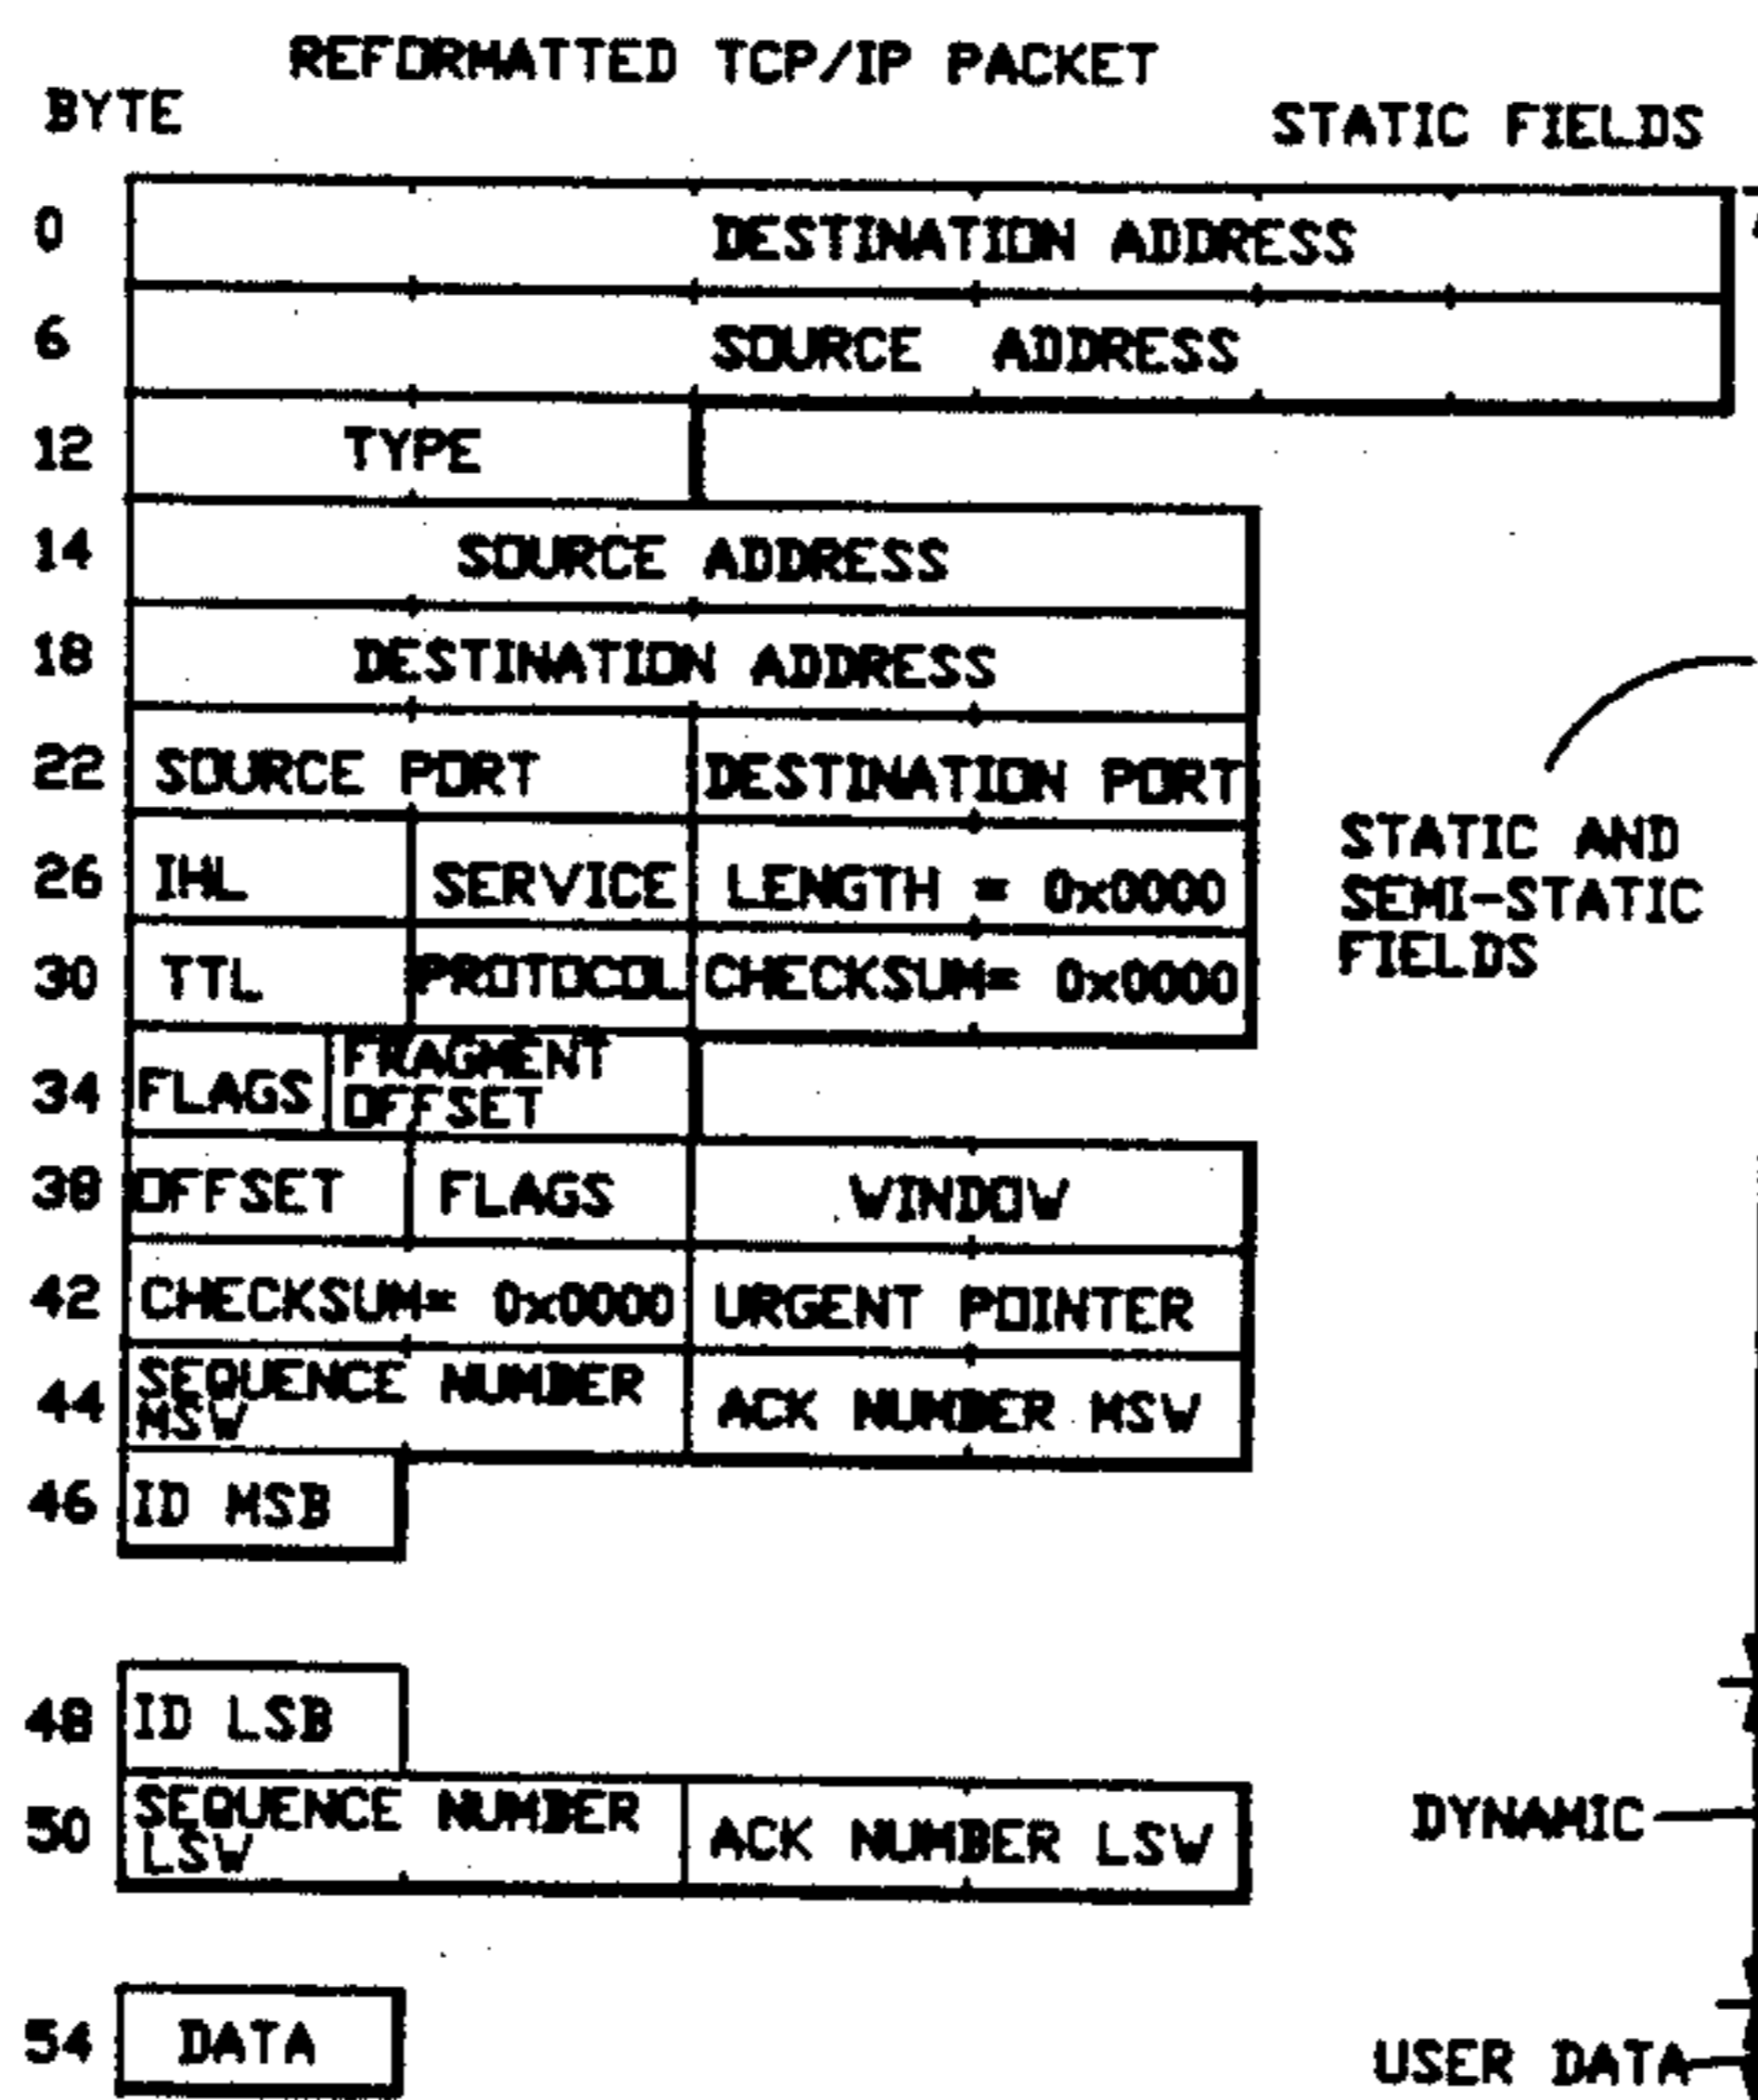 REFORMATTED TCP/IP PACKET
BYTE
STATIC FIELDS
0 DESTINATION ADDRESS
6 SOURCE ADDRESS
12 TYPE
14 SOURCE ADDRESS
18 DESTINATION ADDRESS
22 SOURCE PORT DESTINATION PORT
26 IHL SERVICE LENGTH = 0x0000
30 TTL PROTOCOL CHECKSUM= 0x0000
STATIC AND
SEMI-STATIC
FIELDS
34 FLAGS FRAGMENT
OFFSET
38 OFFSET FLAGS WINDOW
42 CHECKSUM= 0x0000 URGENT POINTER
44 SEQUENCE NUMBER
MSW
ACK NUMBER MSW
46 ID MSB
48 ID LSB
50 SEQUENCE NUMBER
LSW
ACK NUMBER LSW
DYNAMIC
54 DATA
USER DATA